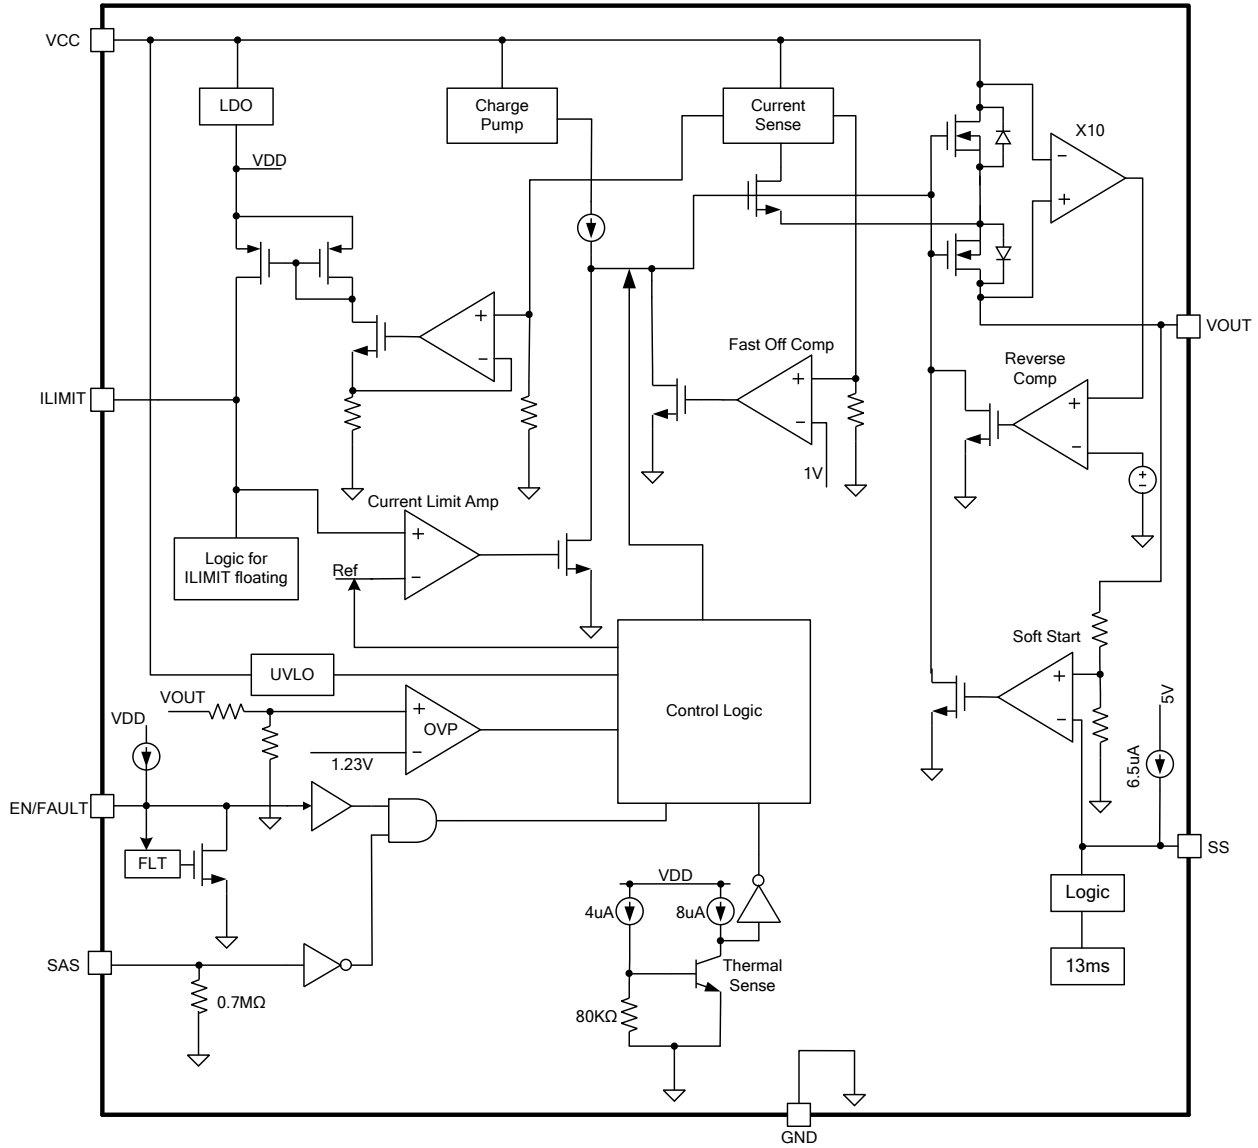 VCC
LDO
Charge
Pump
Current
Sense
X10
−
+
VDD
VOUT
+
−
Fast Off Comp
+
−
1V
Reverse
Comp
+
−
+
−
ILIMIT
Current Limit Amp
+
−
Ref
Logic for
ILIMIT floating
Soft Start
+
−
UVLO
Control Logic
VOUT
+
OVP
−
1.23V
VDD
5V
6.5uA
EN/FAULT
FLT
SS
Logic
13ms
VDD
4uA
8uA
Thermal
Sense
80KΩ
SAS
0.7MΩ
GND